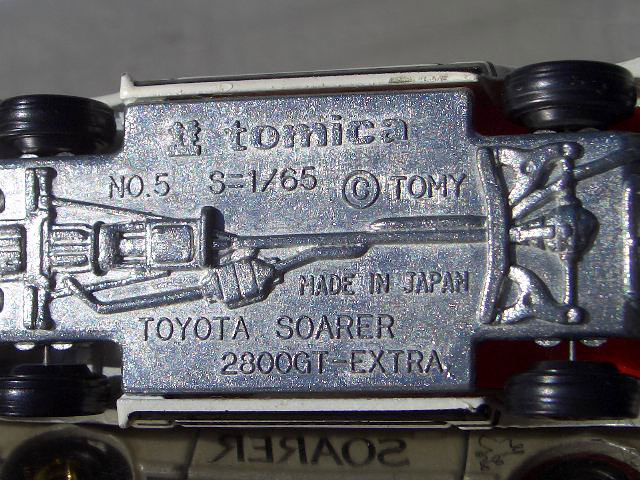 tomica
NO.5 S=1/65 © TOMY
MADE IN JAPAN
TOYOTA SOARER
2800GT-EXTRA
SOARER